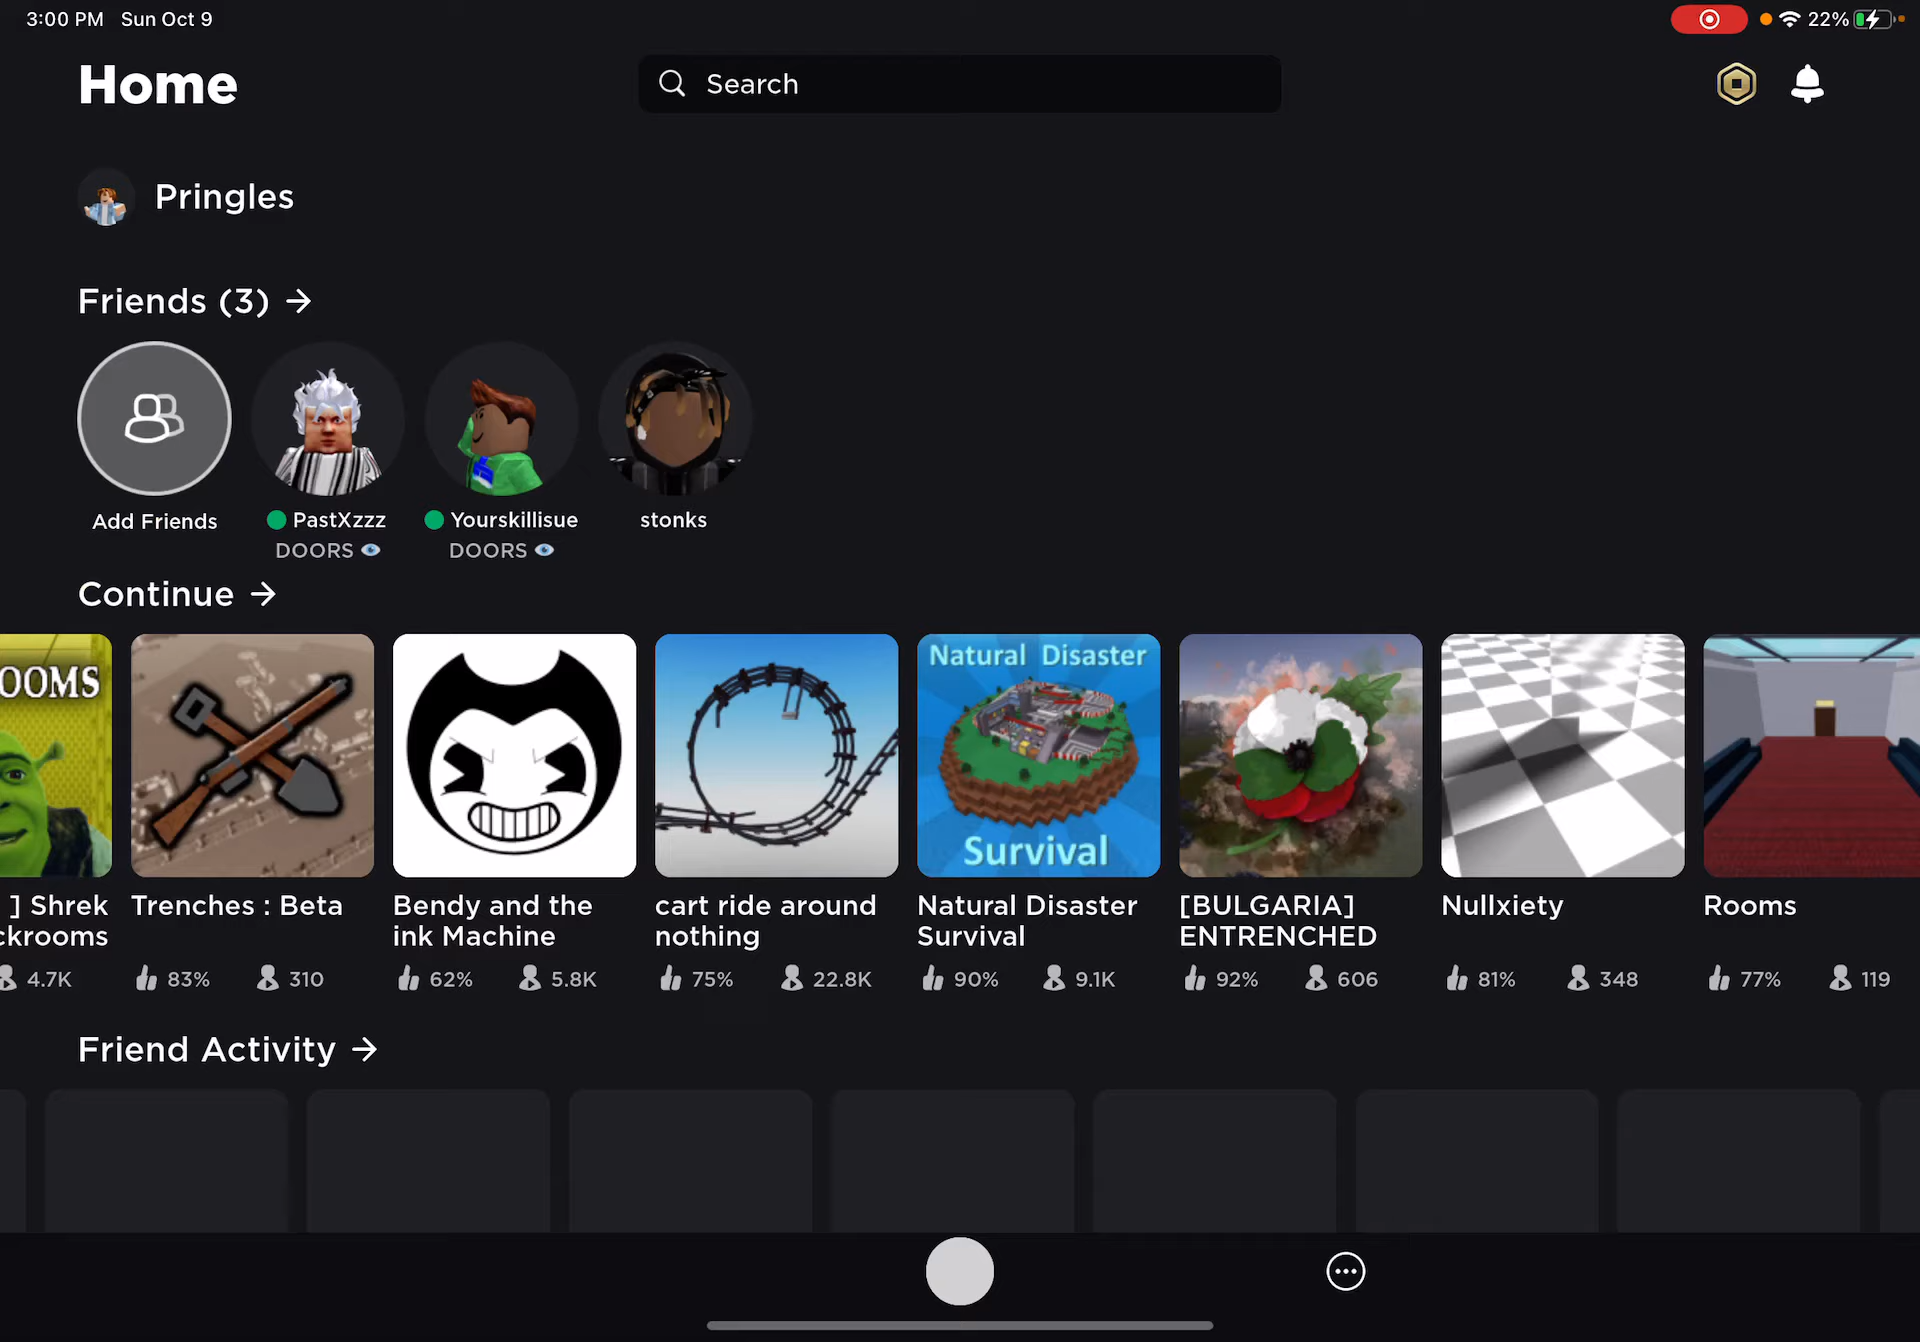 3:00 PM Sun Oct 9
22%
Home
Search
Pringles
Friends (3)
Add Friends
PastXzzz
DOORS
Yourskillisue
DOORS
stonks
Continue
OOMS
] Shrek
ckrooms
4.7K
Trenches : Beta
83% 310
Bendy and the
ink Machine
62% 5.8K
cart ride around
nothing
75% 22.8K
Natural Disaster
Survival
Natural Disaster
Survival
90% 9.1K
[BULGARIA]
ENTRENCHED
92% 606
Nullxiety
81% 348
Rooms
77% 119
Friend Activity